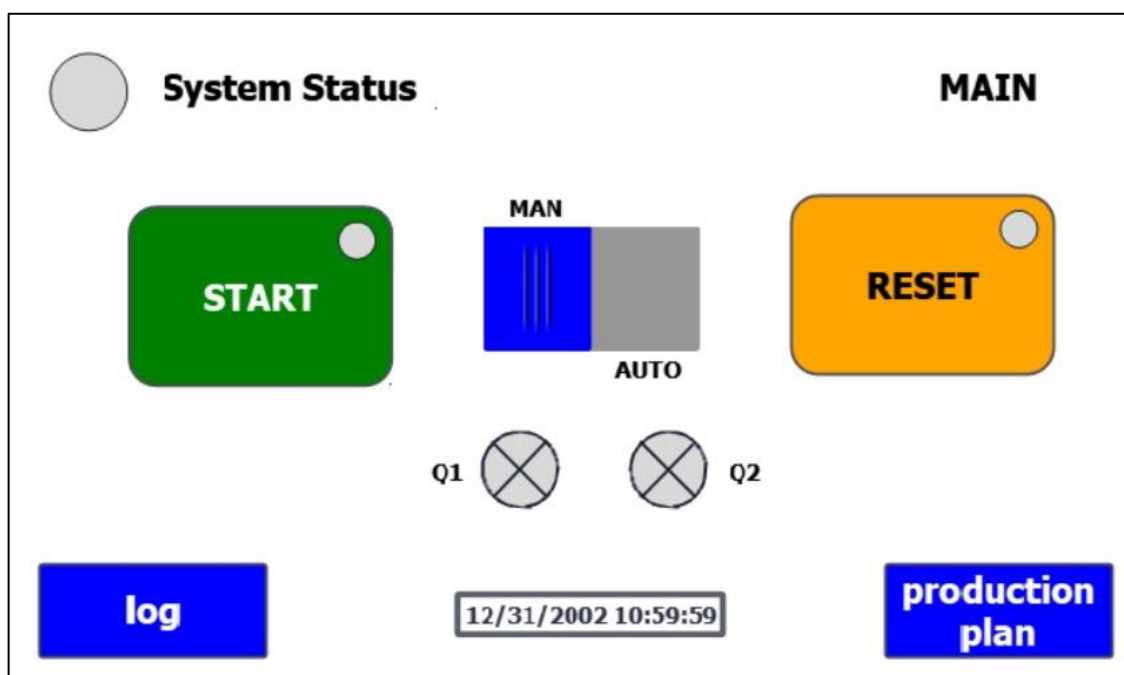 System Status
MAIN
MAN
START
RESET
AUTO
Q1
Q2
log
12/31/2002 10:59:59
production
plan